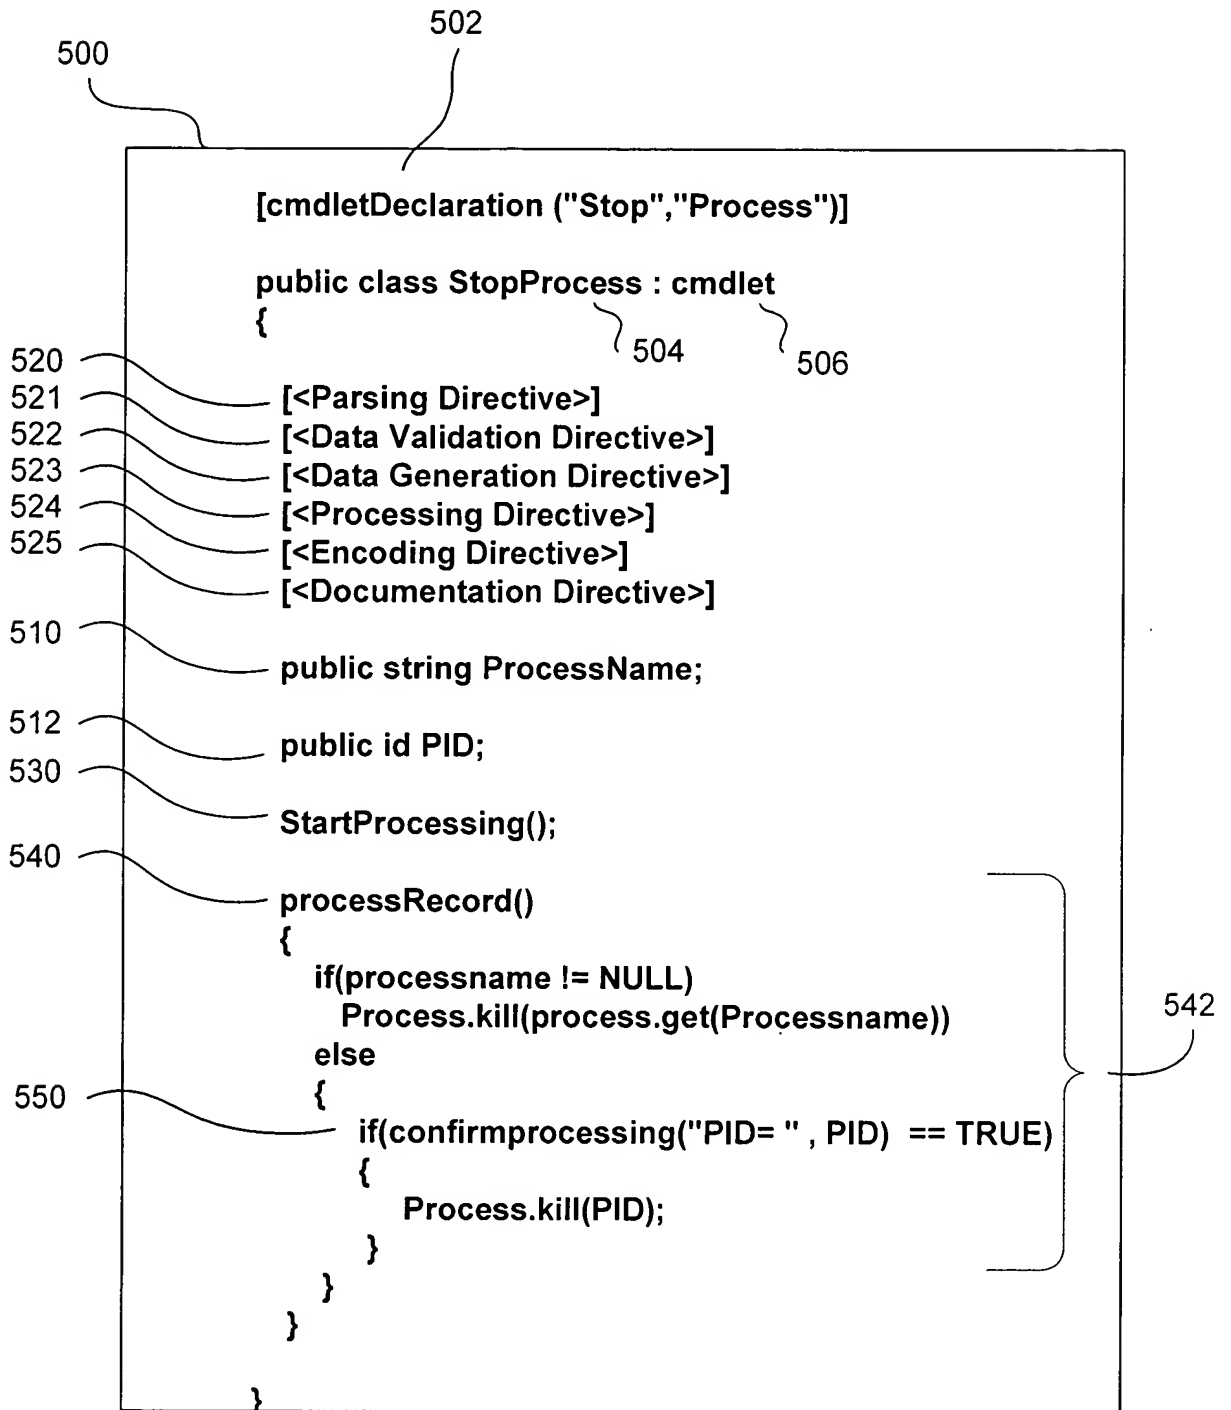 502
500
[cmdletDeclaration ("Stop","Process")]
public class StopProcess : cmdlet
{
504
506
520
[<Parsing Directive>]
521
[<Data Validation Directive>]
522
[<Data Generation Directive>]
523
[<Processing Directive>]
524
[<Encoding Directive>]
525
[<Documentation Directive>]
510
public string ProcessName;
512
public id PID;
530
StartProcessing();
540
processRecord()
{
if(processname != NULL)
Process.kill(process.get(Processname))
542
else
{
550
if(confirmprocessing("PID= " , PID) == TRUE)
{
Process.kill(PID);
}
}
}
}